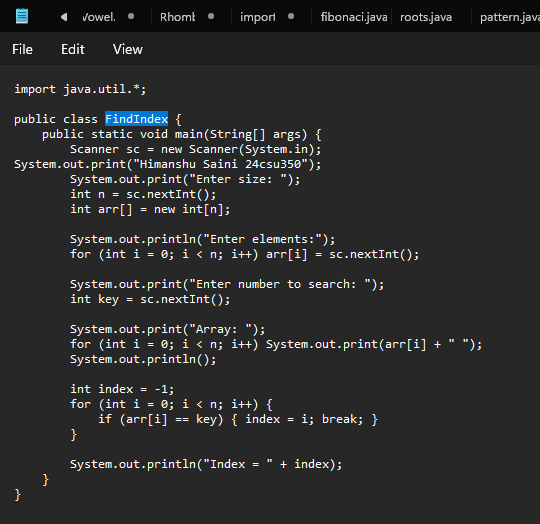 Vowel. Rhomb import fibonaci.java roots.java pattern.java
File Edit View
import java.util.*;
public class FindIndex {
    public static void main(String[] args) {
        Scanner sc = new Scanner(System.in);
System.out.print("Himanshu Saini 24csu350");
        System.out.print("Enter size: ");
        int n = sc.nextInt();
        int arr[] = new int[n];
        System.out.println("Enter elements:");
        for (int i = 0; i < n; i++) arr[i] = sc.nextInt();
        System.out.print("Enter number to search: ");
        int key = sc.nextInt();
        System.out.print("Array: ");
        for (int i = 0; i < n; i++) System.out.print(arr[i] + " ");
        System.out.println();
        int index = -1;
        for (int i = 0; i < n; i++) {
            if (arr[i] == key) { index = i; break; }
        }
        System.out.println("Index = " + index);
    }
}